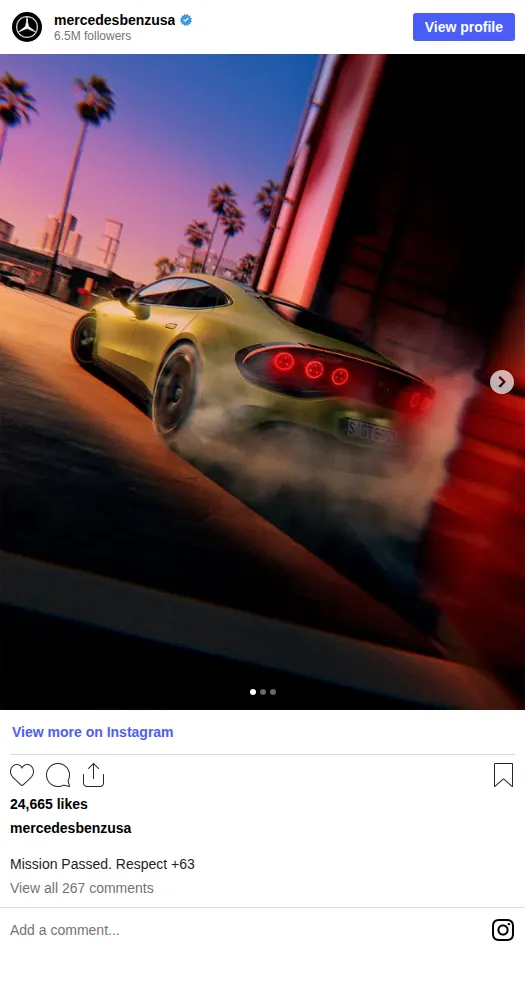 mercedesbenzusa
6.5M followers
View profile
View more on Instagram
24,665 likes
mercedesbenzusa
Mission Passed. Respect +63
View all 267 comments
Add a comment...